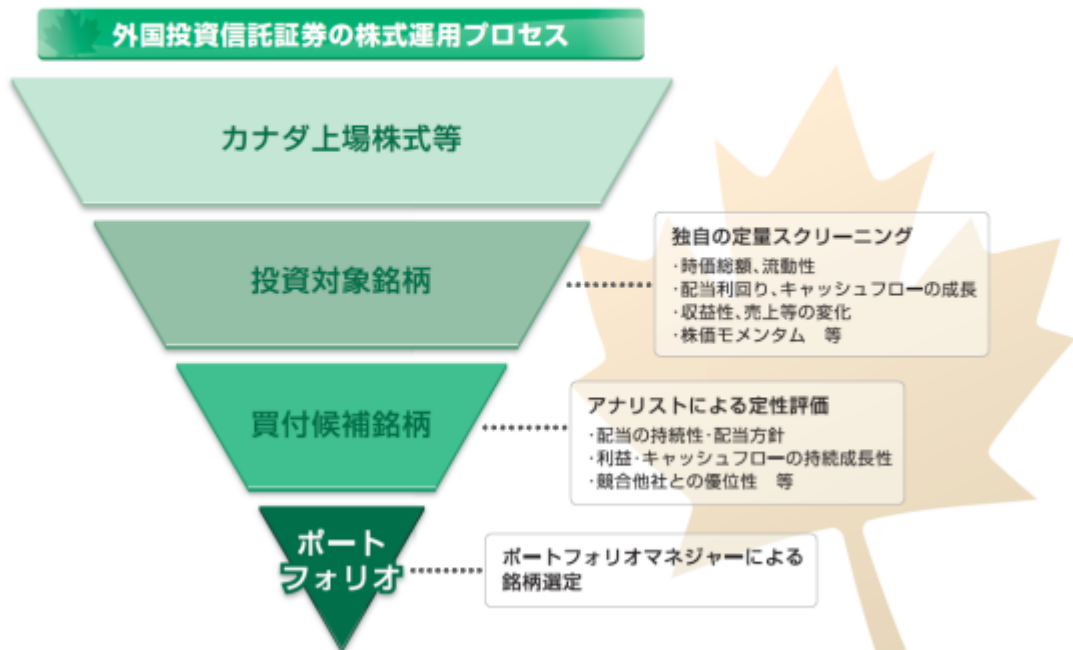 外国投資信託証券の株式運用プロセス
カナダ上場株式等
投資対象銘柄
独自の定量スクリーニング
・時価総額、流動性
・配当利回り、キャッシュフローの成長
・収益性、売上等の変化
・株価モメンタム　等
買付候補銘柄
アナリストによる定性評価
・配当の持続性・配当方針
・利益・キャッシュフローの持続成長性
・競合他社との優位性　等
ポート
フォリオ
ポートフォリオマネジャーによる
銘柄選定